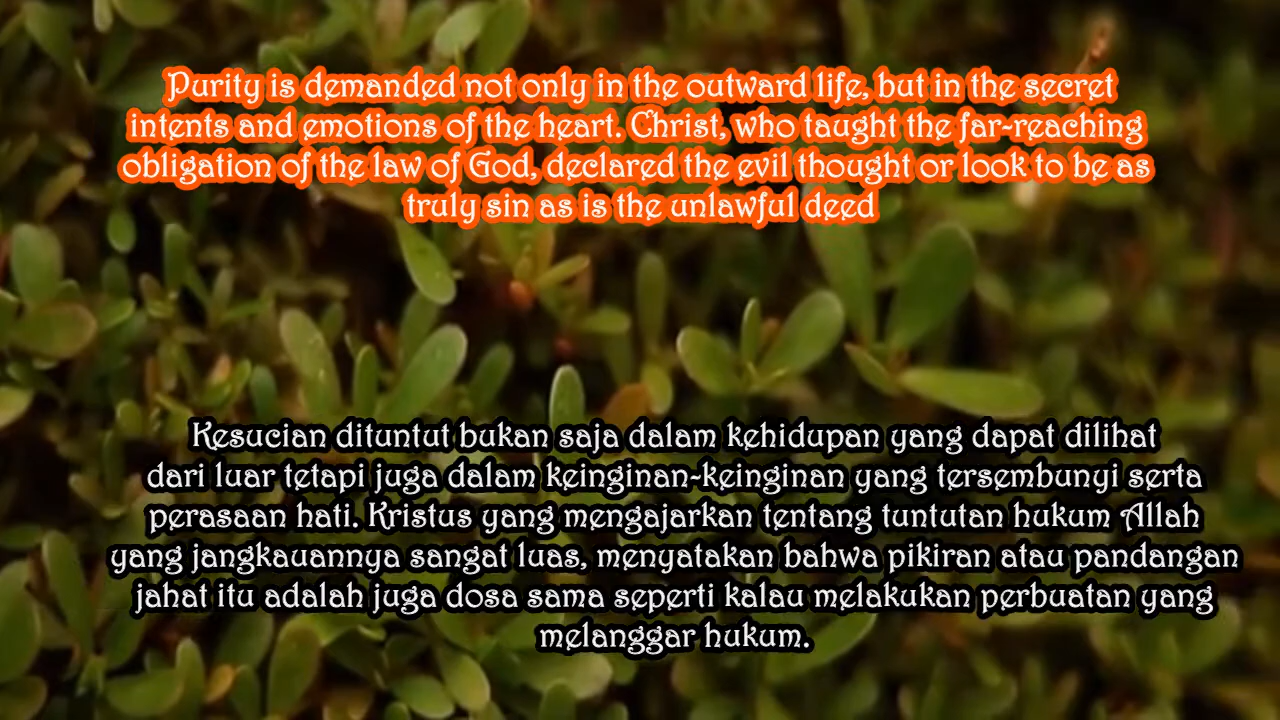 Purity is demanded not only in the outward life, but in the secret
intents and emotions of the heart. Christ, who taught the far-reaching
obligation of the law of God, declared the evil thought or look to be as
truly sin as is the unlawful deed
Kesucian dituntut bukan saja dalam kehidupan yang dapat dilihat
dari luar tetapi juga dalam keinginan-keinginan yang tersembunyi serta
perasaan hati. Kristus yang mengajarkan tentang tuntutan hukum Allah
yang jangkauannya sangat luas, menyatakan bahwa pikiran atau pandangan
jahat itu adalah juga dosa sama seperti kalau melakukan perbuatan yang
melanggar hukum.